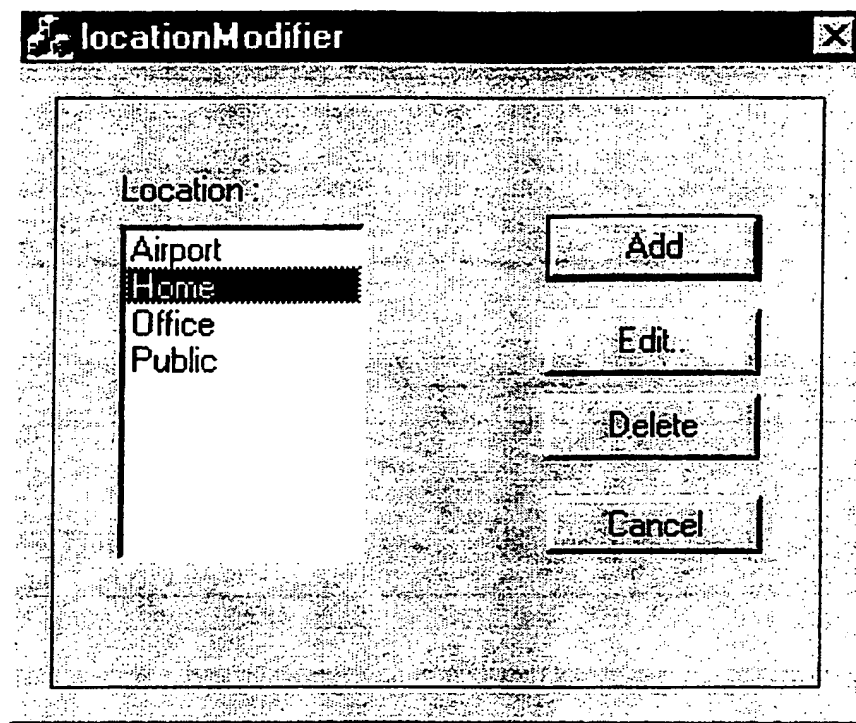 locationModifier
Location :
Airport
Home
Office
Public
Add
Edit..
Delete
Cancel